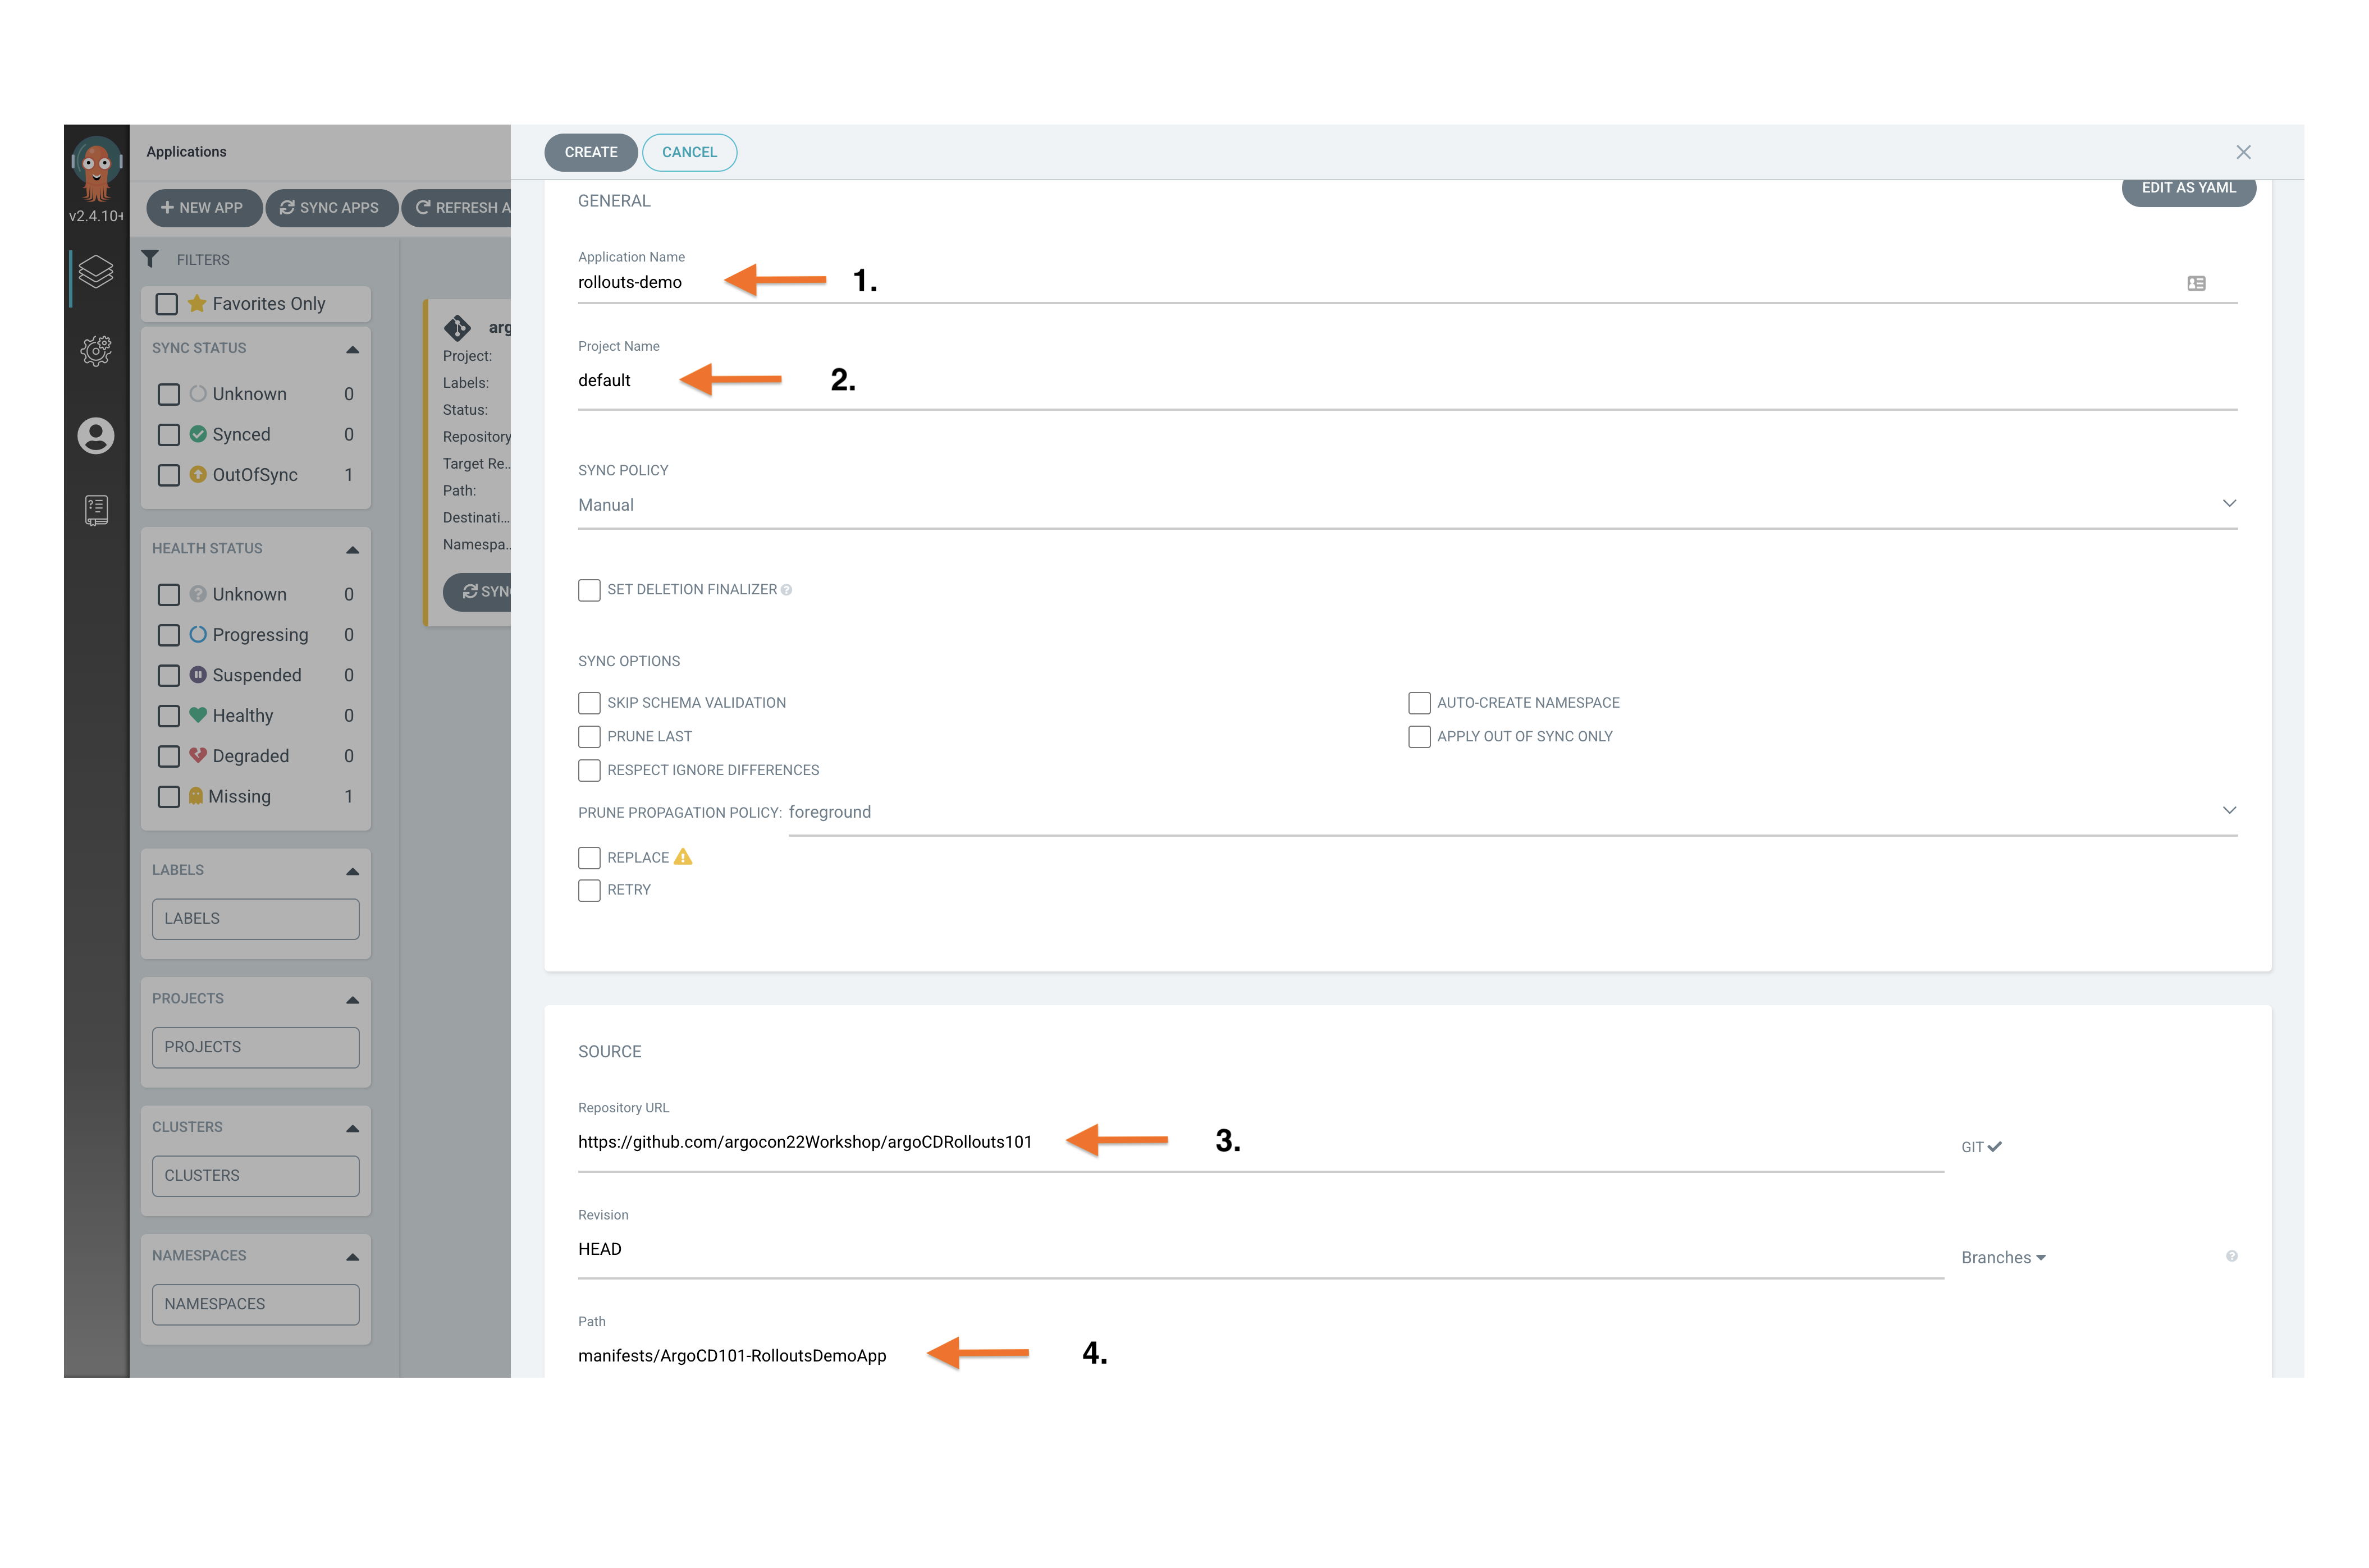 v2.4.10+
Applications
NEW APP
SYNC APPS
REFRESH A
FILTERS
Favorites Only
SYNC STATUS
Unknown 0
Synced 0
OutOfSync 1
HEALTH STATUS
Unknown 0
Progressing 0
Suspended 0
Healthy 0
Degraded 0
Missing 1
LABELS
LABELS
PROJECTS
PROJECTS
CLUSTERS
CLUSTERS
NAMESPACES
NAMESPACES
arg
Project:
Labels:
Status:
Repository
Target Re...
Path:
Destinati...
Namespa...
SYN
CREATE
CANCEL
EDIT AS YAML
GENERAL
Application Name
rollouts-demo
1.
Project Name
default
2.
SYNC POLICY
Manual
SET DELETION FINALIZER
SYNC OPTIONS
SKIP SCHEMA VALIDATION
AUTO-CREATE NAMESPACE
PRUNE LAST
APPLY OUT OF SYNC ONLY
RESPECT IGNORE DIFFERENCES
PRUNE PROPAGATION POLICY: foreground
REPLACE
RETRY
SOURCE
Repository URL
https://github.com/argocon22Workshop/argoCDRollouts101
3.
GIT
Revision
HEAD
Branches
Path
manifests/ArgoCD101-RolloutsDemoApp
4.